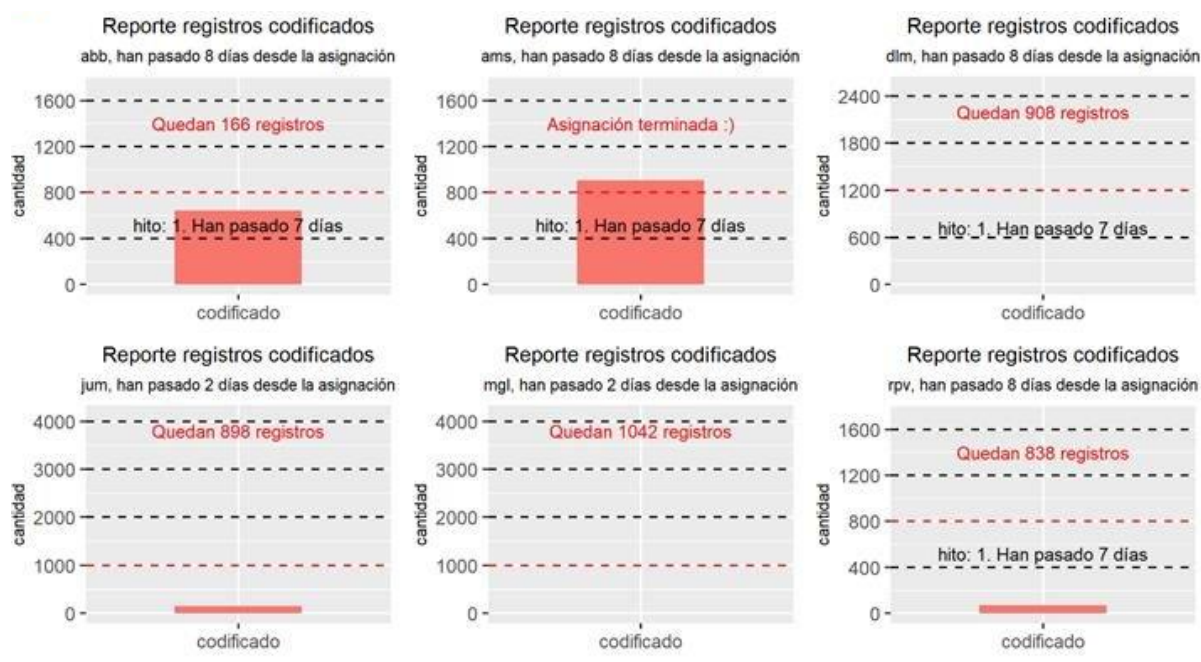 Reporte registros codificados
abb, han pasado 8 días desde la asignación
cantidad
1600
Quedan 166 registros
1200
800
hito: 1. Han pasado 7 días
400
0
codificado
Reporte registros codificados
ams, han pasado 8 días desde la asignación
cantidad
1600
Asignación terminada :)
1200
800
hito: 1. Han pasado 7 días
400
0
codificado
Reporte registros codificados
dlm, han pasado 8 días desde la asignación
cantidad
2400
Quedan 908 registros
1800
1200
hito: 1. Han pasado 7 días
600
0
codificado
Reporte registros codificados
jum, han pasado 2 días desde la asignación
cantidad
4000
Quedan 898 registros
3000
2000
1000
0
codificado
Reporte registros codificados
mgl, han pasado 2 días desde la asignación
cantidad
4000
Quedan 1042 registros
3000
2000
1000
0
codificado
Reporte registros codificados
rpv, han pasado 8 días desde la asignación
cantidad
1600
Quedan 838 registros
1200
800
hito: 1. Han pasado 7 días
400
0
codificado